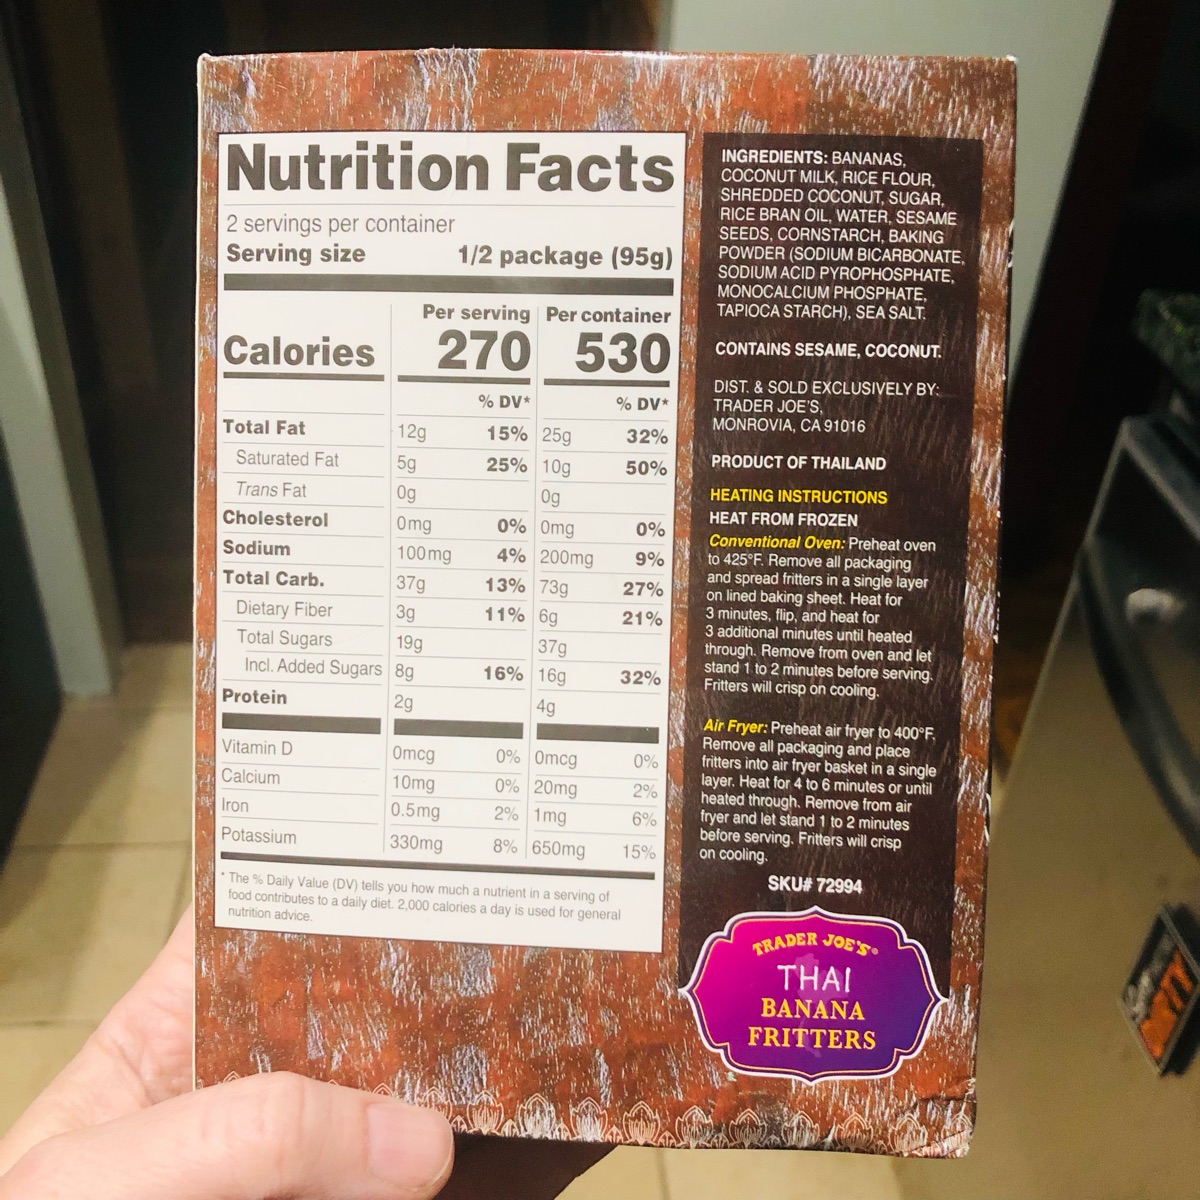 Nutrition Facts
2 servings per container
Serving size 1/2 package (95g)
Per serving Per container
Calories 270 530
% DV* % DV*
Total Fat 12g 15% 25g 32%
Saturated Fat 5g 25% 10g 50%
Trans Fat 0g 0g
Cholesterol 0mg 0% 0mg 0%
Sodium 100mg 4% 200mg 9%
Total Carb. 37g 13% 73g 27%
Dietary Fiber 3g 11% 6g 21%
Total Sugars 19g 37g
Incl. Added Sugars 8g 16% 16g 32%
Protein 2g 4g
Vitamin D 0mcg 0% 0mcg 0%
Calcium 10mg 0% 20mg 2%
Iron 0.5mg 2% 1mg 6%
Potassium 330mg 8% 650mg 15%
* The % Daily Value (DV) tells you how much a nutrient in a serving of
food contributes to a daily diet. 2,000 calories a day is used for general
nutrition advice.
INGREDIENTS: BANANAS,
COCONUT MILK, RICE FLOUR,
SHREDDED COCONUT, SUGAR,
RICE BRAN OIL, WATER, SESAME
SEEDS, CORNSTARCH, BAKING
POWDER (SODIUM BICARBONATE,
SODIUM ACID PYROPHOSPHATE,
MONOCALCIUM PHOSPHATE,
TAPIOCA STARCH), SEA SALT.
CONTAINS SESAME, COCONUT.
DIST. & SOLD EXCLUSIVELY BY:
TRADER JOE'S,
MONROVIA, CA 91016
PRODUCT OF THAILAND
HEATING INSTRUCTIONS
HEAT FROM FROZEN
Conventional Oven: Preheat oven
to 425°F. Remove all packaging
and spread fritters in a single layer
on lined baking sheet. Heat for
3 minutes, flip, and heat for
3 additional minutes until heated
through. Remove from oven and let
stand 1 to 2 minutes before serving.
Fritters will crisp on cooling.
Air Fryer: Preheat air fryer to 400°F.
Remove all packaging and place
fritters into air fryer basket in a single
layer. Heat for 4 to 6 minutes or until
heated through. Remove from air
fryer and let stand 1 to 2 minutes
before serving. Fritters will crisp
on cooling.
SKU# 72994
TRADER JOE'S®
THAI
BANANA
FRITTERS